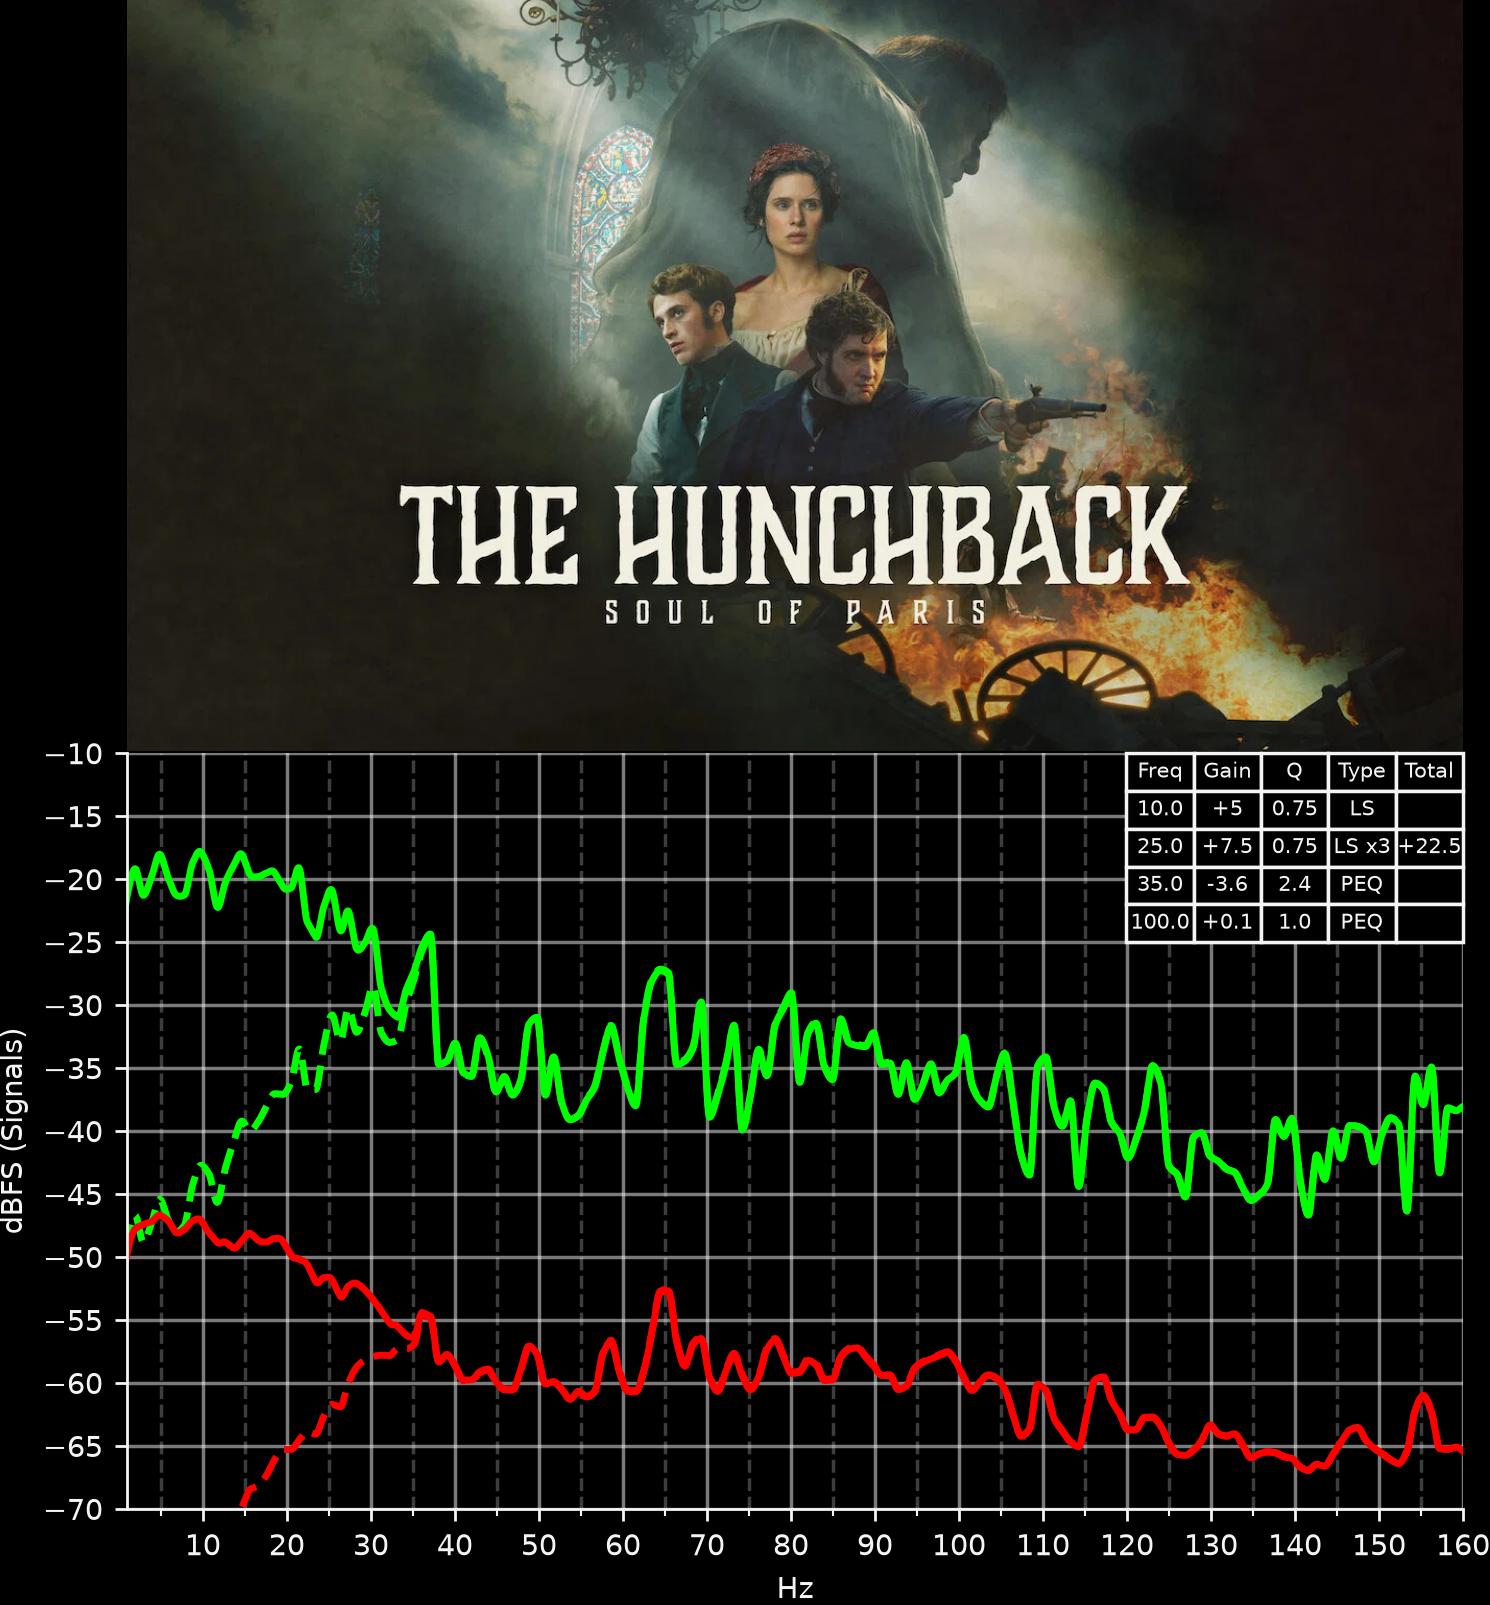 THE HUNCHBACK
SOUL OF PARIS
Freq Gain Q Type Total
10.0 +5 0.75 LS
25.0 +7.5 0.75 LS x3 +22.5
35.0 -3.6 2.4 PEQ
100.0 +0.1 1.0 PEQ
−10
−15
−20
−25
−30
−35
−40
−45
−50
−55
−60
−65
−70
dBFS (Signals)
10 20 30 40 50 60 70 80 90 100 110 120 130 140 150 160
Hz